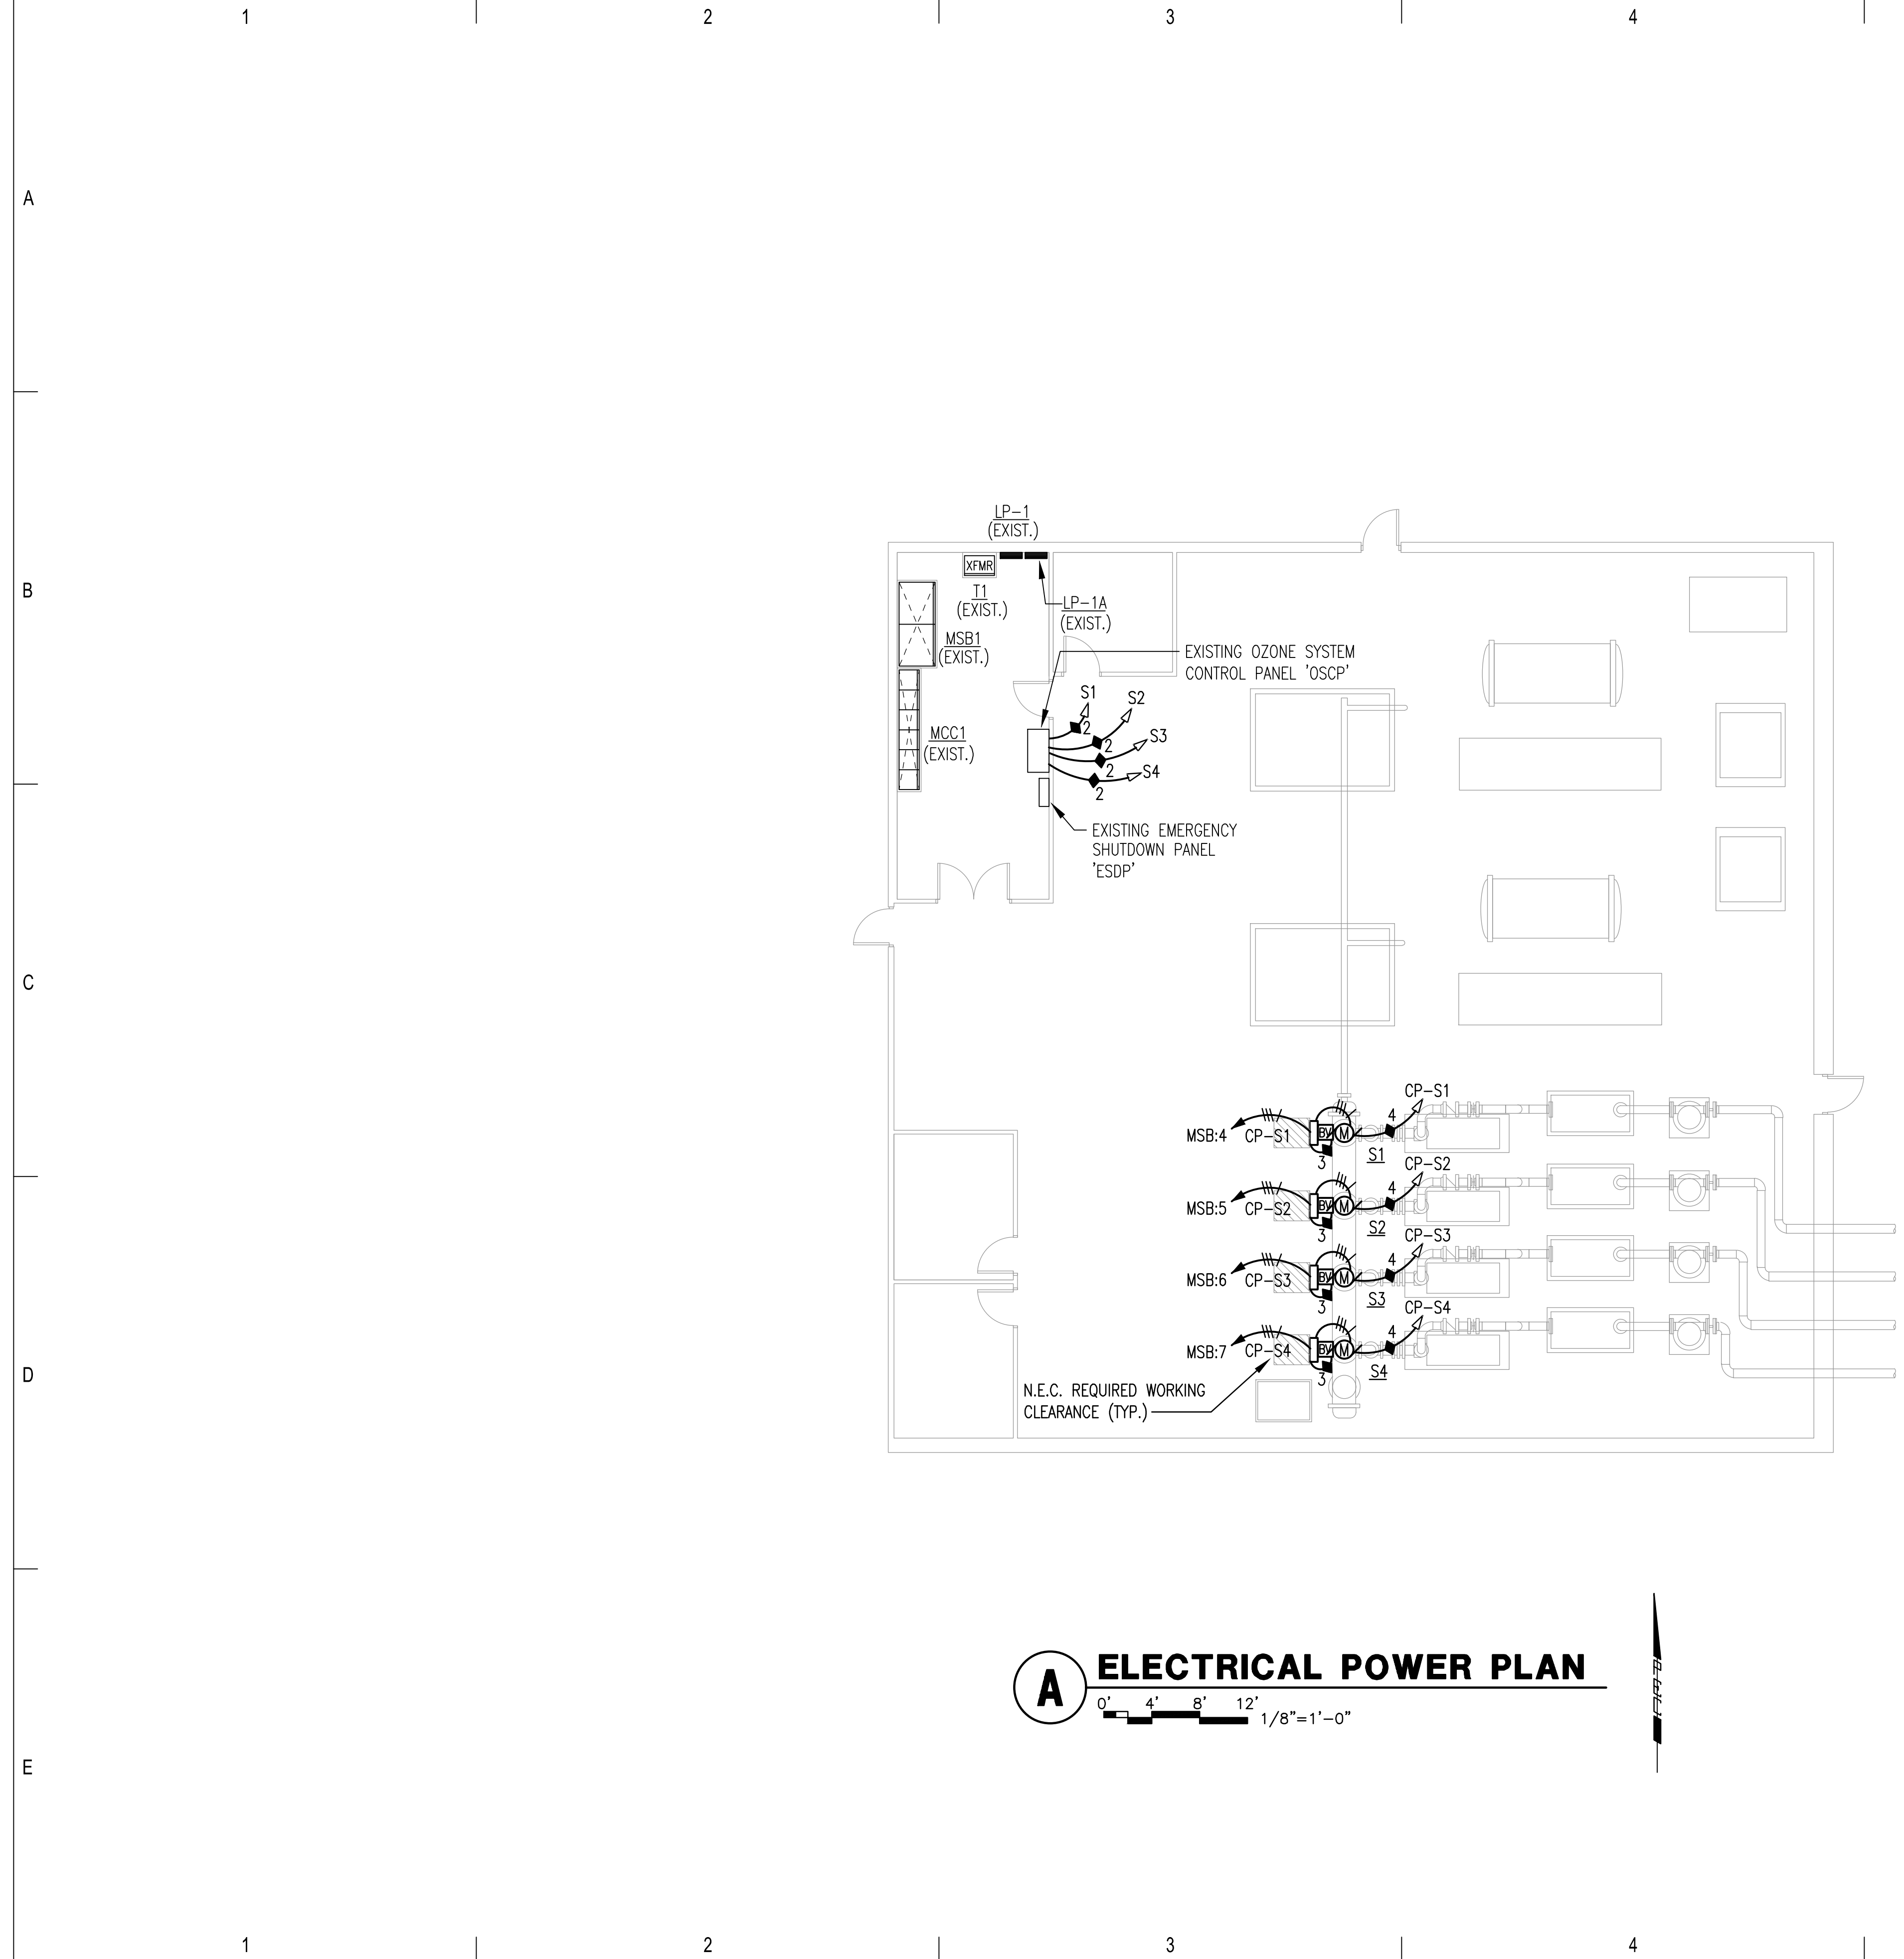 1 2 3 4
A
LP-1
(EXIST.)
XFMR
B
T1
(EXIST.)
LP-1A
(EXIST.)
MSB1
(EXIST.)
EXISTING OZONE SYSTEM
CONTROL PANEL 'OSCP'
S1
S2
2
S3
2
MCC1
(EXIST.)
2
S4
2
EXISTING EMERGENCY
SHUTDOWN PANEL
'ESDP'
C
CP-S1
4
MSB:4 CP-S1 BV M
S1
3
CP-S2
4
MSB:5 CP-S2 BV M
S2
3
CP-S3
4
MSB:6 CP-S3 BV M
S3
3
CP-S4
4
MSB:7 CP-S4 BV M
S4
3
D
N.E.C. REQUIRED WORKING
CLEARANCE (TYP.)
A ELECTRICAL POWER PLAN
0' 4' 8' 12'
1/8"=1'-0"
E
1 2 3 4